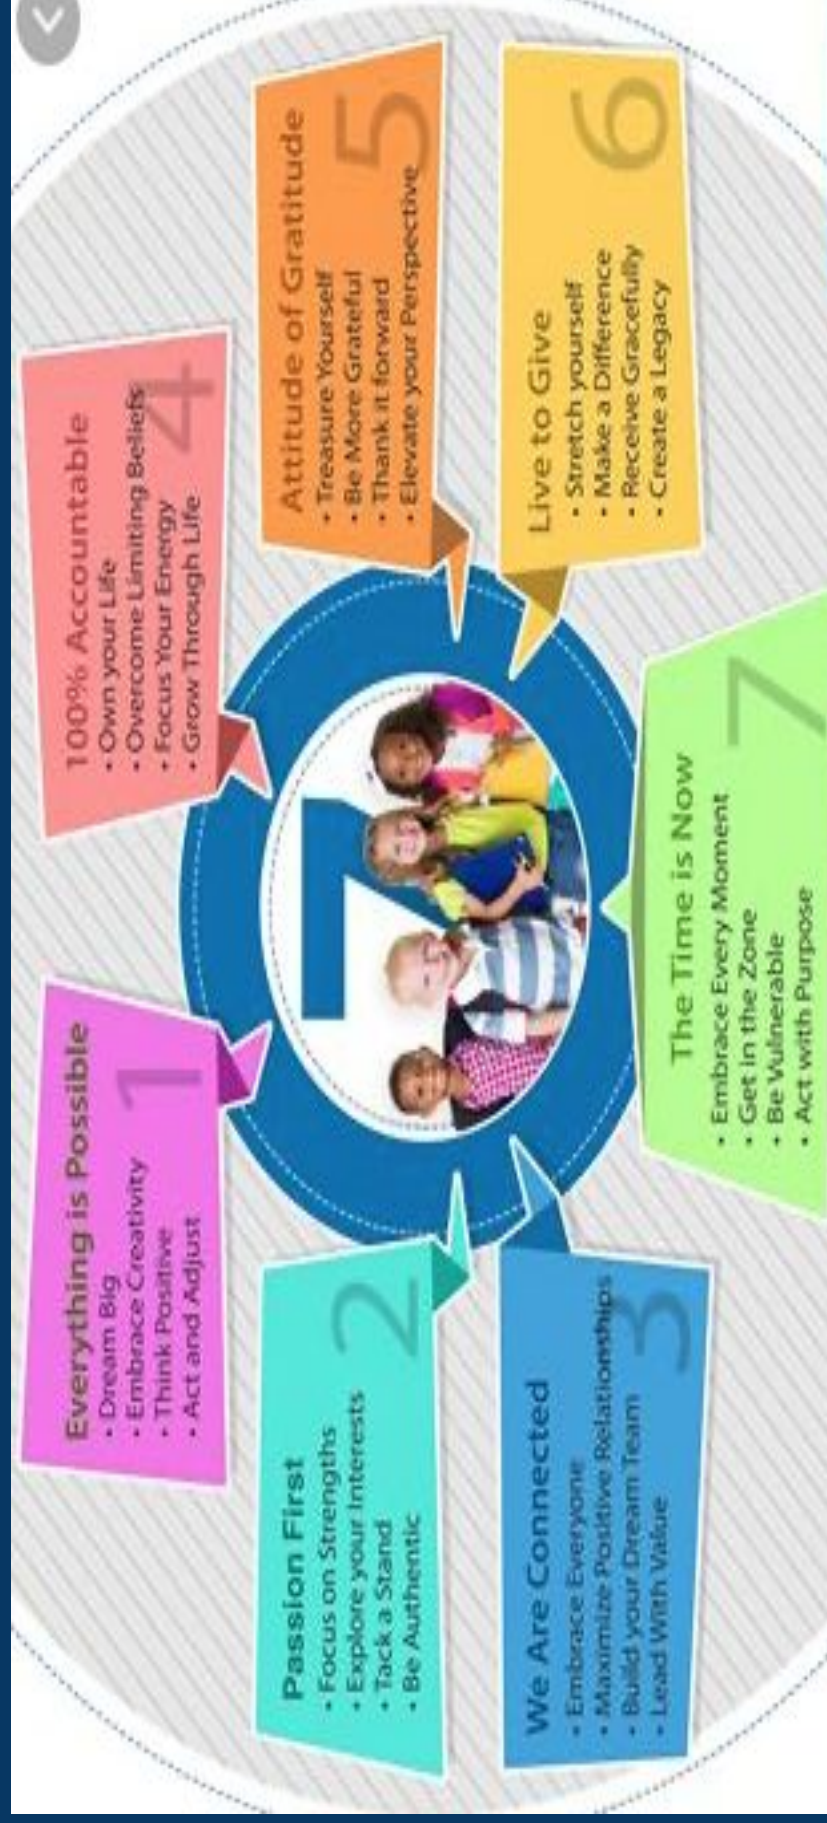 Everything is Possible
• Dream Big
• Embrace Creativity
• Think Positive
• Act and Adjust
1
Passion First
• Focus on Strengths
• Explore your Interests
• Tack a Stand
• Be Authentic
2
We Are Connected
• Embrace Everyone
• Maximize Positive Relationships
• Build your Dream Team
• Lead With Value
3
100% Accountable
• Own your Life
• Overcome Limiting Beliefs
• Focus Your Energy
• Grow Through Life
4
Attitude of Gratitude
• Treasure Yourself
• Be More Grateful
• Thank it forward
• Elevate your Perspective
5
Live to Give
• Stretch yourself
• Make a Difference
• Receive Gracefully
• Create a Legacy
6
The Time is Now
• Embrace Every Moment
• Get in the Zone
• Be Vulnerable
• Act with Purpose
7
7